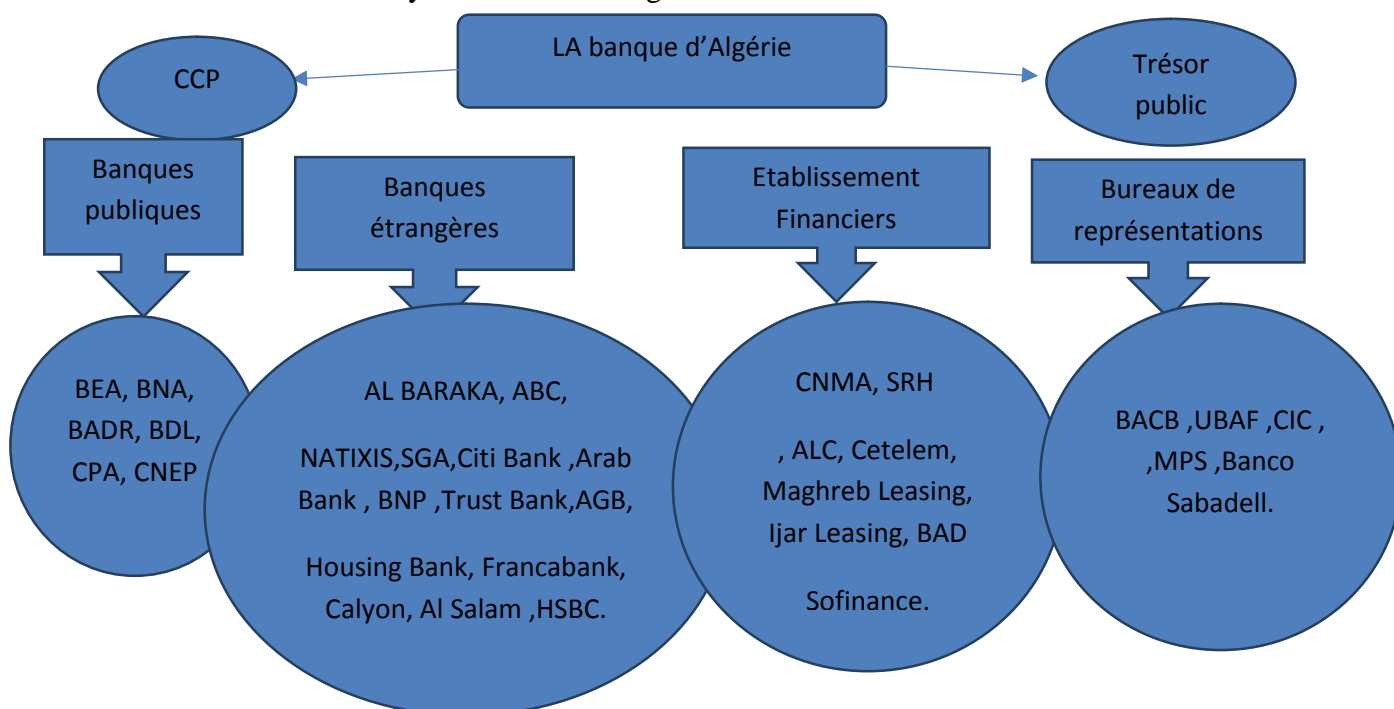 LA banque d’Algérie
CCP
Trésor
public
Banques
publiques
Banques
étrangères
Etablissement
Financiers
Bureaux de
représentations
BEA, BNA,
BADR, BDL,
CPA, CNEP
AL BARAKA, ABC,
NATIXIS,SGA,Citi Bank ,Arab
Bank , BNP ,Trust Bank,AGB,
Housing Bank, Francabank,
Calyon, Al Salam ,HSBC.
CNMA, SRH
, ALC, Cetelem,
Maghreb Leasing,
Ijar Leasing, BAD
Sofinance.
BACB ,UBAF ,CIC ,
,MPS ,Banco
Sabadell.